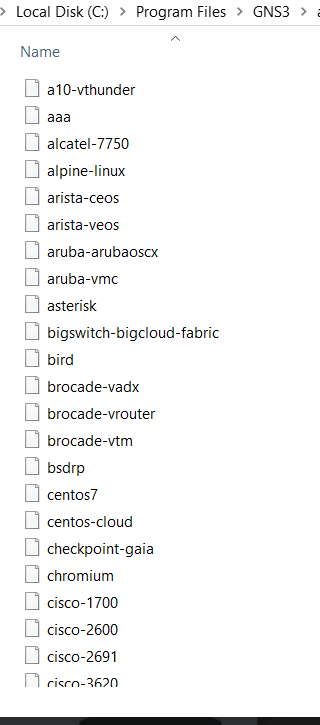 Local Disk (C:) > Program Files > GNS3 >
Name
a10-vthunder
aaa
alcatel-7750
alpine-linux
arista-ceos
arista-veos
aruba-arubaoscx
aruba-vmc
asterisk
bigswitch-bigcloud-fabric
bird
brocade-vadx
brocade-vrouter
brocade-vtm
bsdrp
centos7
centos-cloud
checkpoint-gaia
chromium
cisco-1700
cisco-2600
cisco-2691
cisco-3620